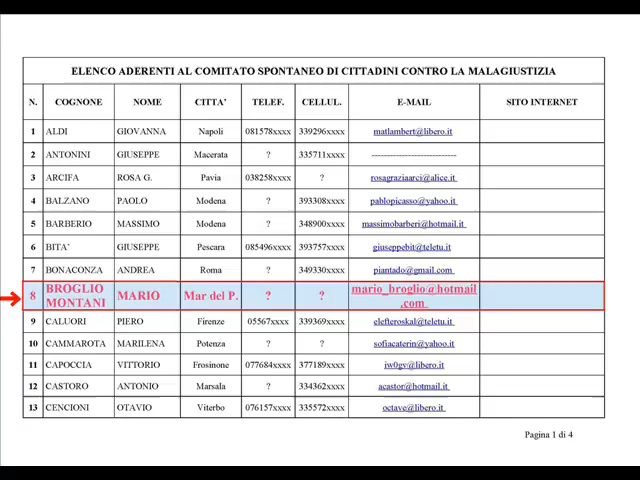 ELENCO ADERENTI AL COMITATO SPONTANEO DI CITTADINI CONTRO LA MALAGIUSTIZIA
N. COGNOME NOME CITTA' TELEF. CELLUL. E-MAIL SITO INTERNET
1 ALDI GIOVANNA Napoli 081578xxxx 339296xxxx matlambert@libero.it
2 ANTONINI GIUSEPPE Macerata ? 335711xxxx ----------------------------
3 ARCIFA ROSA G. Pavia 038258xxxx ? rosagraziaarci@alice.it
4 BALZANO PAOLO Modena ? 393308xxxx pablopicasso@yahoo.it
5 BARBERIO MASSIMO Modena ? 348900xxxx massimobarberi@hotmail.it
6 BITA' GIUSEPPE Pescara 085496xxxx 393757xxxx giuseppebit@teletu.it
7 BONACONZA ANDREA Roma ? 349330xxxx piantado@gmail.com
8 BROGLIO MONTANI MARIO Mar del P. ? ? mario_broglio@hotmail
.com
9 CALUORI PIERO Firenze 05567xxxx 339369xxxx elefteroskal@teletu.it
10 CAMMAROTA MARILENA Potenza ? ? sofiacaterin@yahoo.it
11 CAPOCCIA VITTORIO Frosinone 077684xxxx 377189xxxx iw0gv@libero.it
12 CASTORO ANTONIO Marsala ? 334362xxxx acastor@hotmail.it
13 CENCIONI OTAVIO Viterbo 076157xxxx 335572xxxx octave@libero.it
Pagina 1 di 4